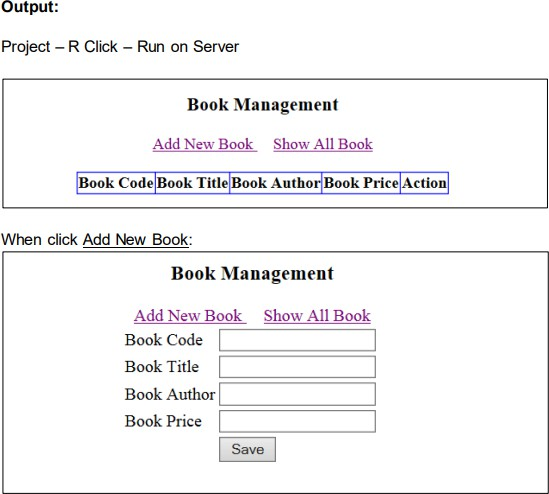 Output:
Project – R Click – Run on Server
Book Management
Add New Book Show All Book
Book Code Book Title Book Author Book Price Action
When click Add New Book:
Book Management
Add New Book Show All Book
Book Code
Book Title
Book Author
Book Price
Save